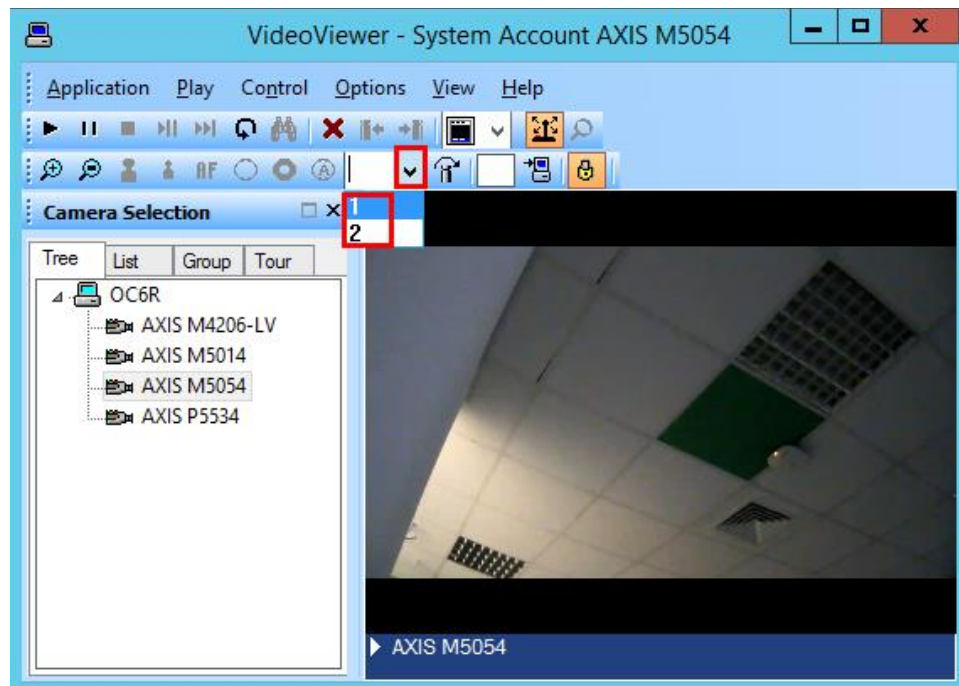 VideoViewer - System Account AXIS M5054
Application Play Control Options View Help
AF A
Camera Selection
1
2
Tree List Group Tour
OC6R
AXIS M4206-LV
AXIS M5014
AXIS M5054
AXIS P5534
AXIS M5054